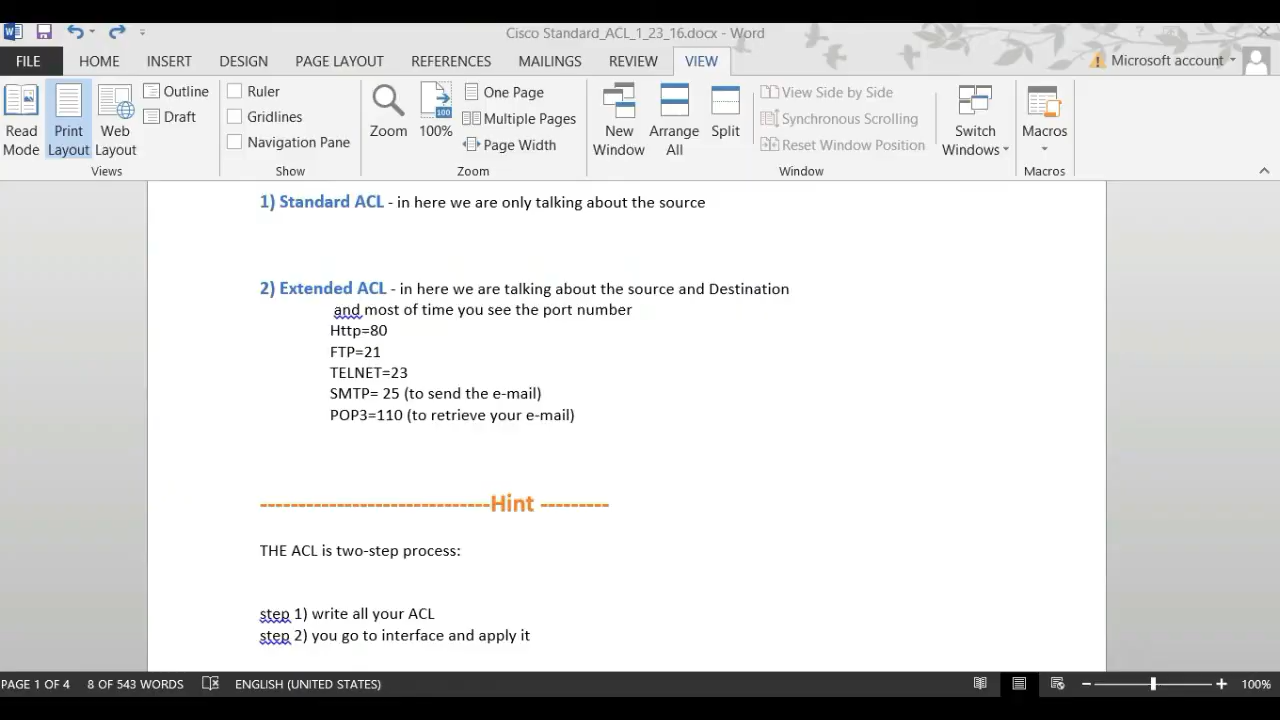 Cisco Standard_ACL_1_23_16.docx - Word
FILE HOME INSERT DESIGN PAGE LAYOUT REFERENCES MAILINGS REVIEW VIEW Microsoft account
Read Mode
Print Layout
Web Layout
Outline
Draft
Views
Ruler
Gridlines
Navigation Pane
Show
Zoom
100
100%
One Page
Multiple Pages
Page Width
Zoom
New Window
Arrange All
Split
View Side by Side
Synchronous Scrolling
Reset Window Position
Window
Switch Windows
Macros
Macros
1) Standard ACL - in here we are only talking about the source
2) Extended ACL - in here we are talking about the source and Destination
and most of time you see the port number
Http=80
FTP=21
TELNET=23
SMTP= 25 (to send the e-mail)
POP3=110 (to retrieve your e-mail)
------------------------------Hint ---------
THE ACL is two-step process:
step 1) write all your ACL
step 2) you go to interface and apply it
PAGE 1 OF 4 8 OF 543 WORDS ENGLISH (UNITED STATES) 100%